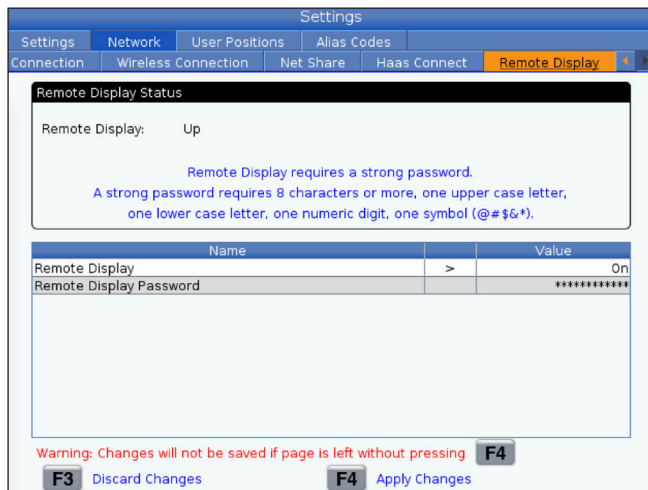 Settings
Settings Network User Positions Alias Codes
Connection Wireless Connection Net Share Haas Connect Remote Display
Remote Display Status
Remote Display: Up
Remote Display requires a strong password.
A strong password requires 8 characters or more, one upper case letter,
one lower case letter, one numeric digit, one symbol (@#$&*).
Name Value
Remote Display > On
Remote Display Password ************
Warning: Changes will not be saved if page is left without pressing F4
F3 Discard Changes F4 Apply Changes